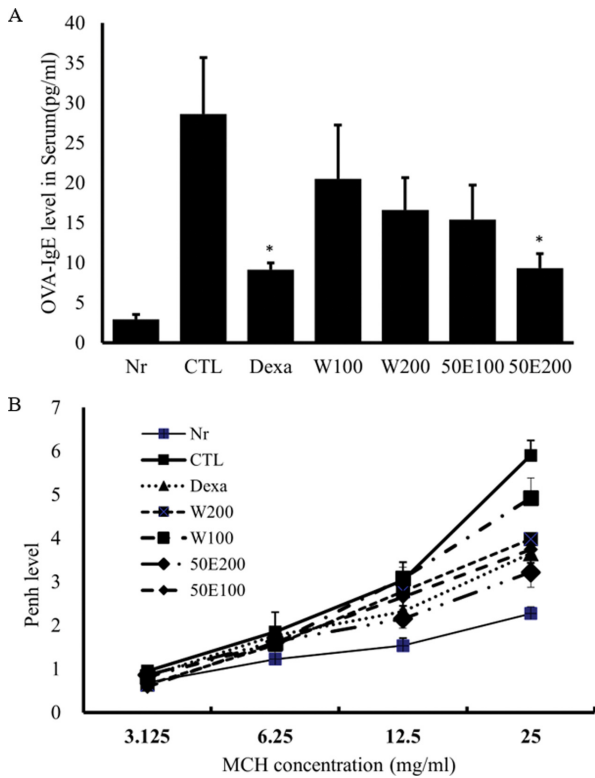 A
OVA-IgE level in Serum(pg/ml)
40
35
30
25
20
15
10
5
0
*
*
Nr CTL Dexa W100 W200 50E100 50E200
B
Penh level
7
6
5
4
3
2
1
0
Nr
CTL
Dexa
W200
W100
50E200
50E100
3.125 6.25 12.5 25
MCH concentration (mg/ml)